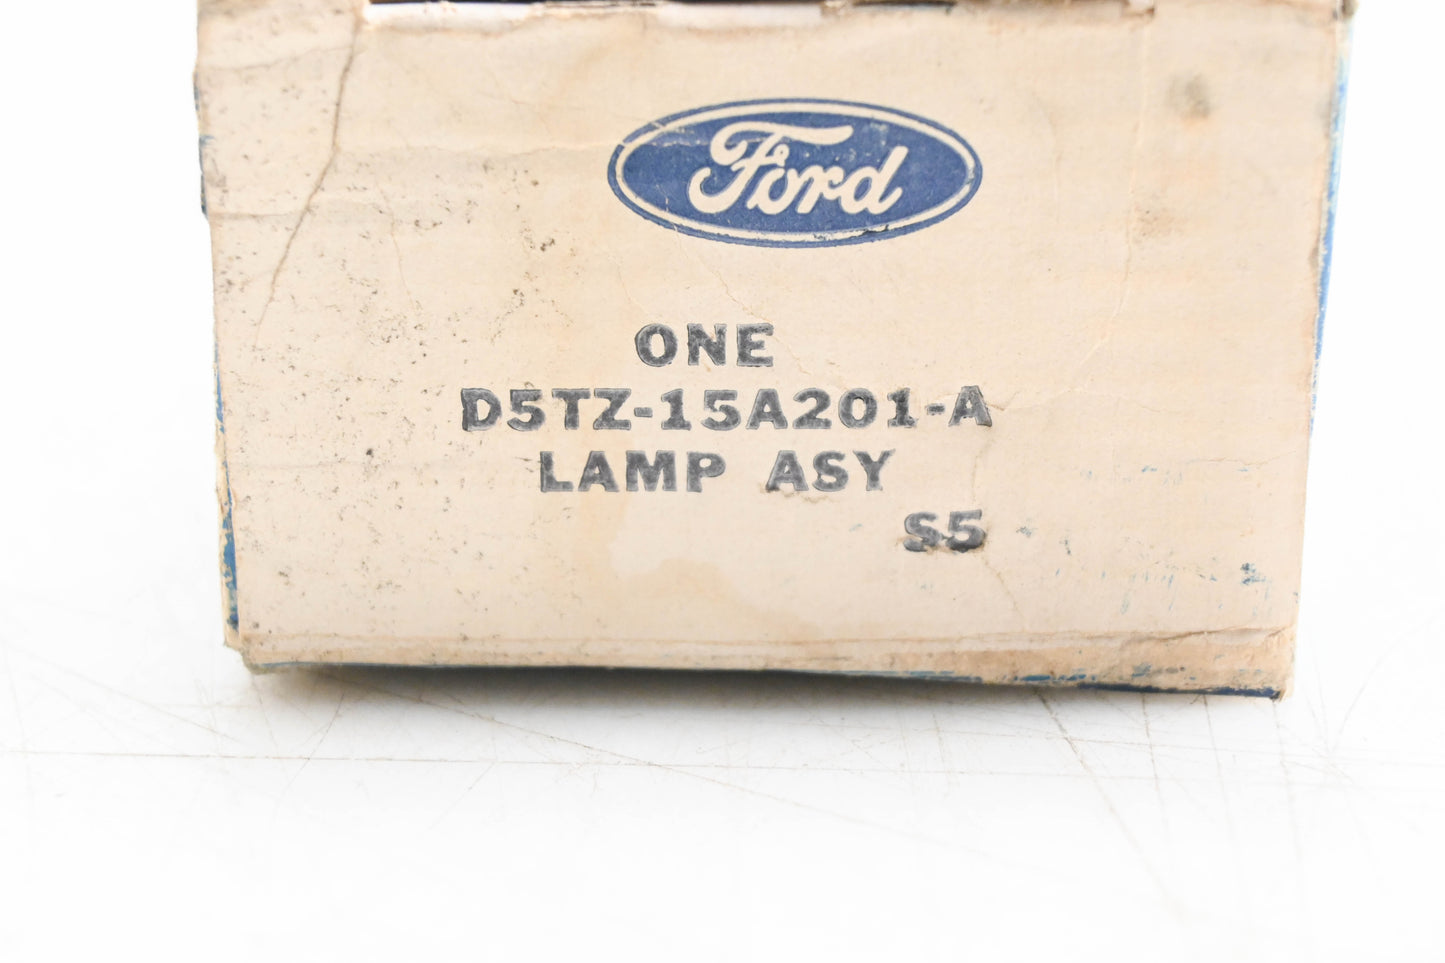 Ford
ONE
D5TZ-15A201-A
LAMP ASY
S5